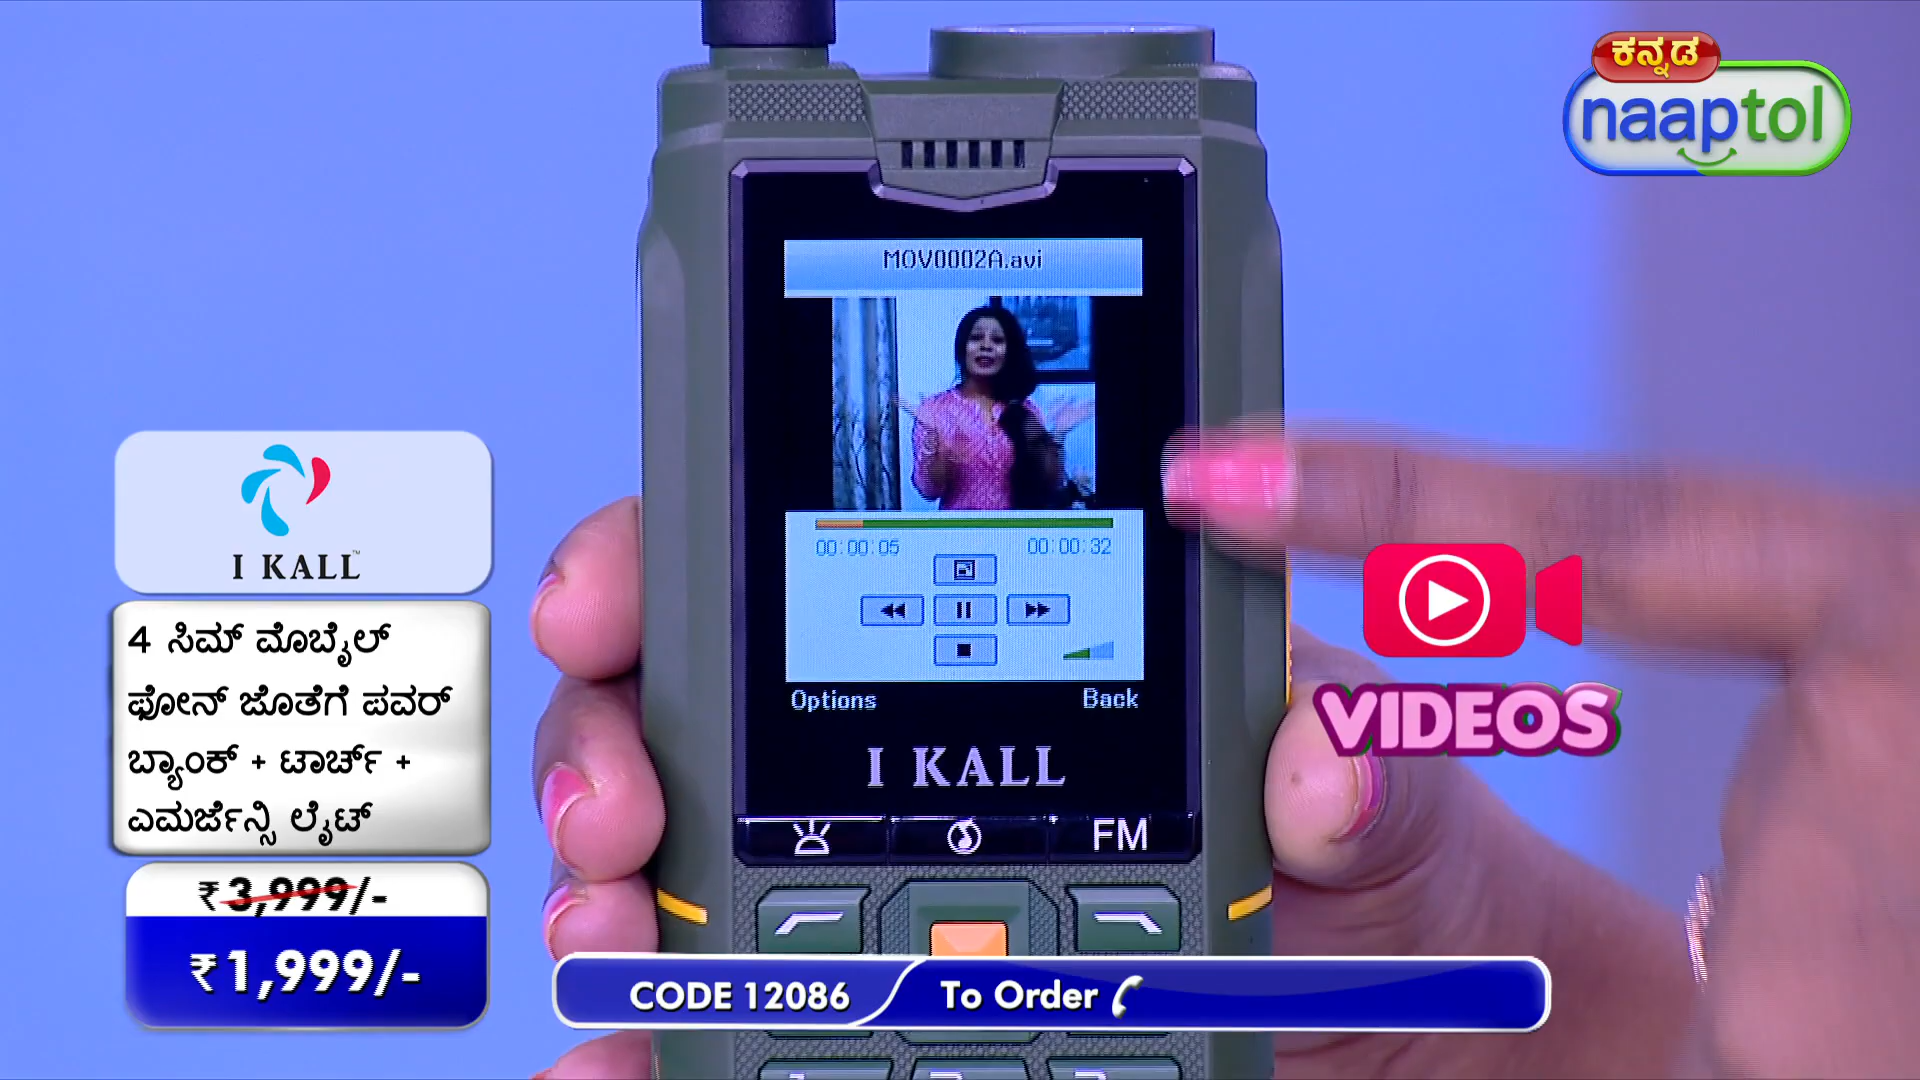 ಕನ್ನಡ
naaptol
MOV0002A.avi
00:00:05
00:00:32
Options
Back
I KALL
FM
I KALL™
4 ಸಿಮ್ ಮೊಬೈಲ್
ಫೋನ್ ಜೊತೆಗೆ ಪವರ್
ಬ್ಯಾಂಕ್ + ಟಾರ್ಚ್ +
ಎಮರ್ಜೆನ್ಸಿ ಲೈಟ್
₹3,999/-
₹1,999/-
VIDEOS
CODE 12086
To Order